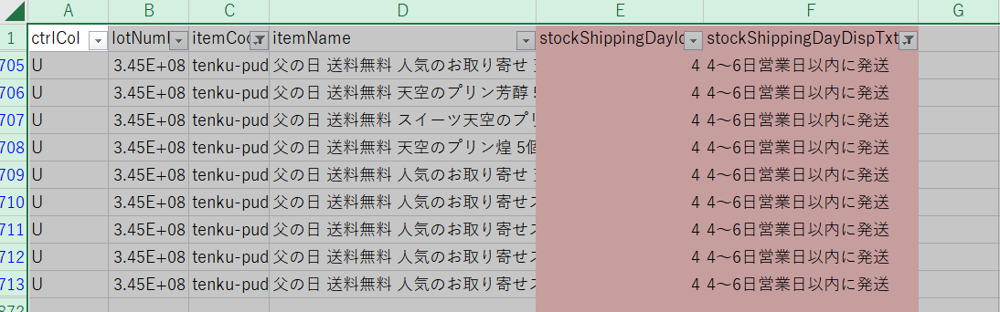 A B C D E F G
1 ctrlCol lotNum itemCo itemName stockShippingDay stockShippingDayDispTxt
705 U 3.45E+08 tenku-pud 父の日 送料無料 人気のお取り寄せ 4 4～6日営業日以内に発送
706 U 3.45E+08 tenku-pud 父の日 送料無料 天空のプリン芳醇 4 4～6日営業日以内に発送
707 U 3.45E+08 tenku-pud 父の日 送料無料 スイーツ天空のプリ 4 4～6日営業日以内に発送
708 U 3.45E+08 tenku-pud 父の日 送料無料 天空のプリン煌 5個 4 4～6日営業日以内に発送
709 U 3.45E+08 tenku-pud 父の日 送料無料 人気のお取り寄せ 4 4～6日営業日以内に発送
710 U 3.45E+08 tenku-pud 父の日 送料無料 人気のお取り寄せス 4 4～6日営業日以内に発送
711 U 3.45E+08 tenku-pud 父の日 送料無料 人気のお取り寄せス 4 4～6日営業日以内に発送
712 U 3.45E+08 tenku-pud 父の日 送料無料 人気のお取り寄せス 4 4～6日営業日以内に発送
713 U 3.45E+08 tenku-pud 父の日 送料無料 人気のお取り寄せス 4 4～6日営業日以内に発送
872